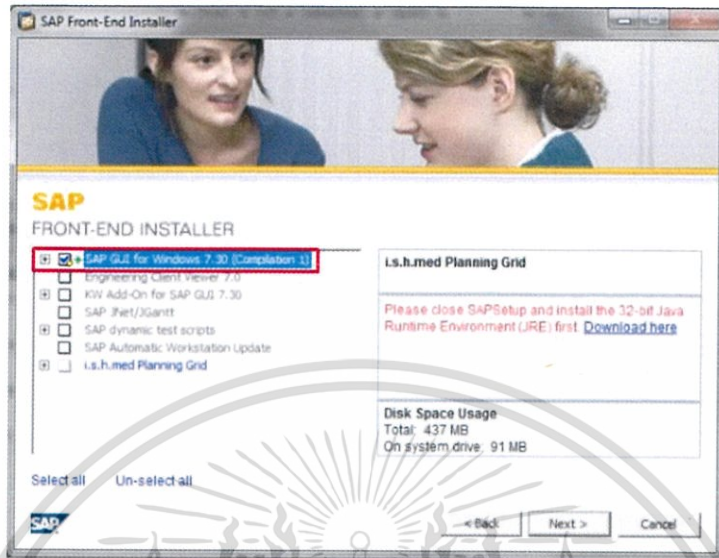 SAP Front-End Installer
SAP
FRONT-END INSTALLER
SAP GUI for Windows 7.30 (Compilation 1)
Engineering Client Viewer 7.0
KW Add-On for SAP GUI 7.30
SAP JNet/JGantt
SAP dynamic test scripts
SAP Automatic Workstation Update
i.s.h.med Planning Grid
Select all Un-select all
i.s.h.med Planning Grid
Please close SAPSetup and install the 32-bit Java
Runtime Environment (JRE) first. Download here
Disk Space Usage
Total: 437 MB
On system drive: 91 MB
SAP
< Back Next > Cancel